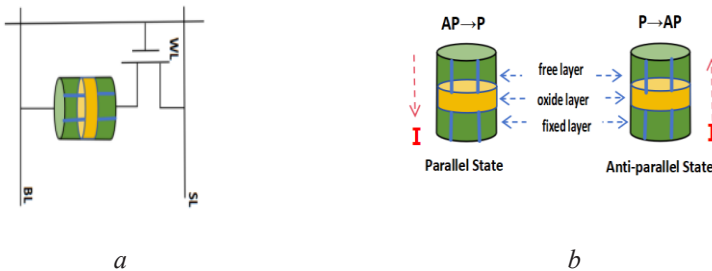 WL
BL
SL
a
AP→P
P→AP
free layer
oxide layer
fixed layer
I
I
Parallel State
Anti-parallel State
b